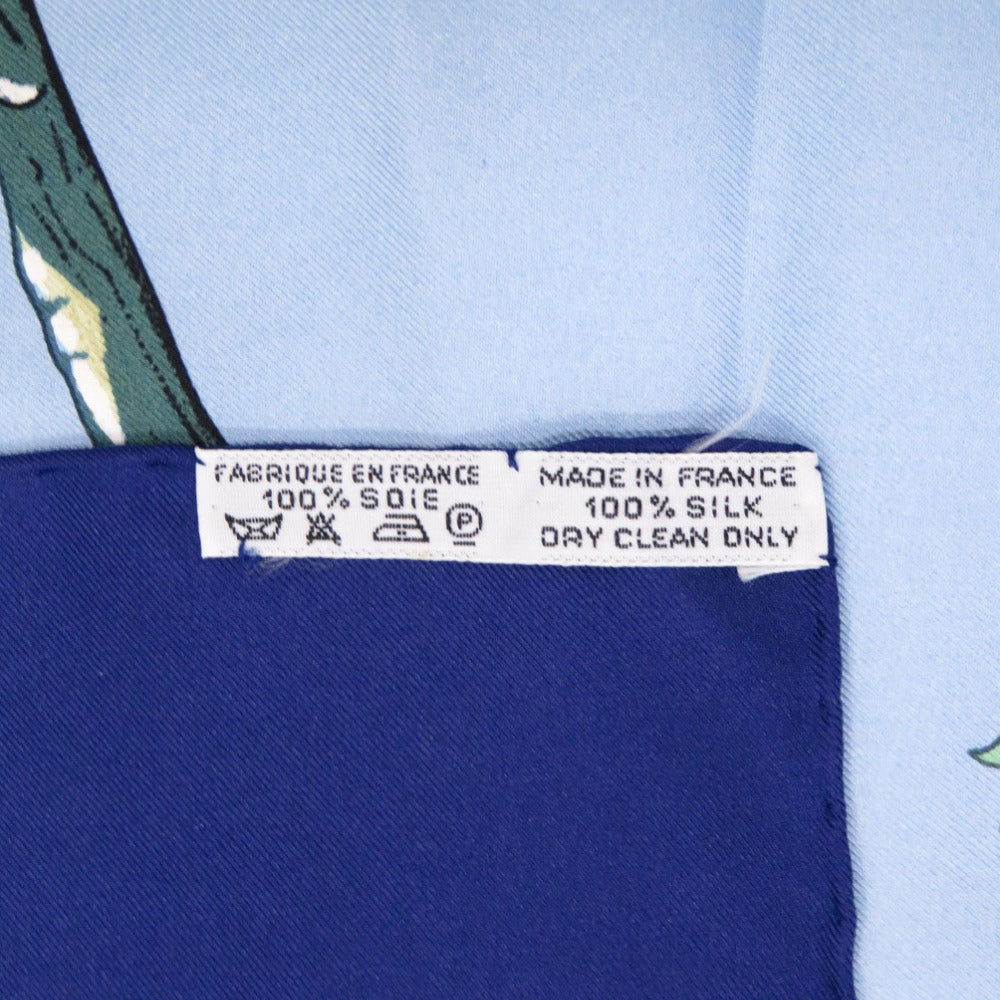 FABRIQUE EN FRANCE
100% SOIE
P
MADE IN FRANCE
100% SILK
DRY CLEAN ONLY